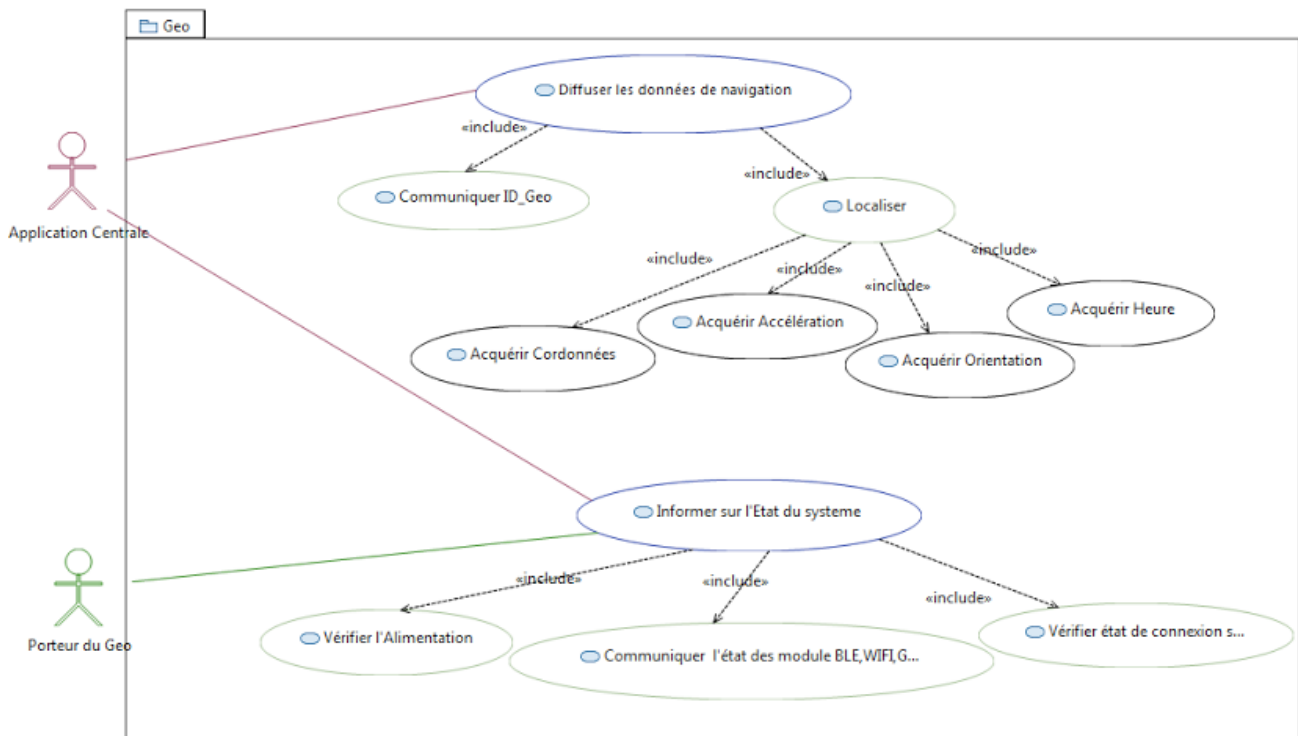 Geo
Diffuser les données de navigation
«include»
«include»
Communiquer ID_Geo
Localiser
Application Centrale
«include»
«include»
«include»
«include»
Acquérir Heure
Acquérir Accélération
Acquérir Cordonnées
Acquérir Orientation
Informer sur l'Etat du systeme
«include»
«include»
«include»
Porteur du Geo
Vérifier l'Alimentation
Communiquer l'état des module BLE,WIFI,G...
Vérifier état de connexion s...